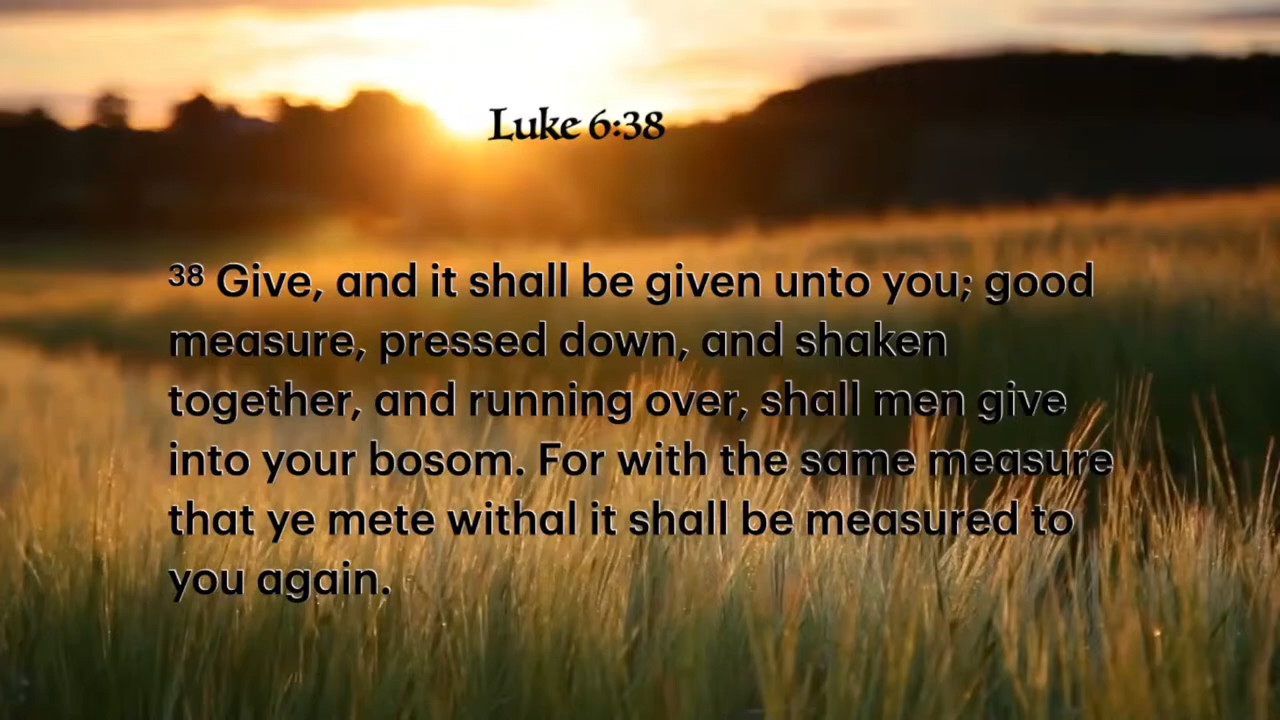 Luke 6:38
38 Give, and it shall be given unto you; good
measure, pressed down, and shaken
together, and running over, shall men give
into your bosom. For with the same measure
that ye mete withal it shall be measured to
you again.